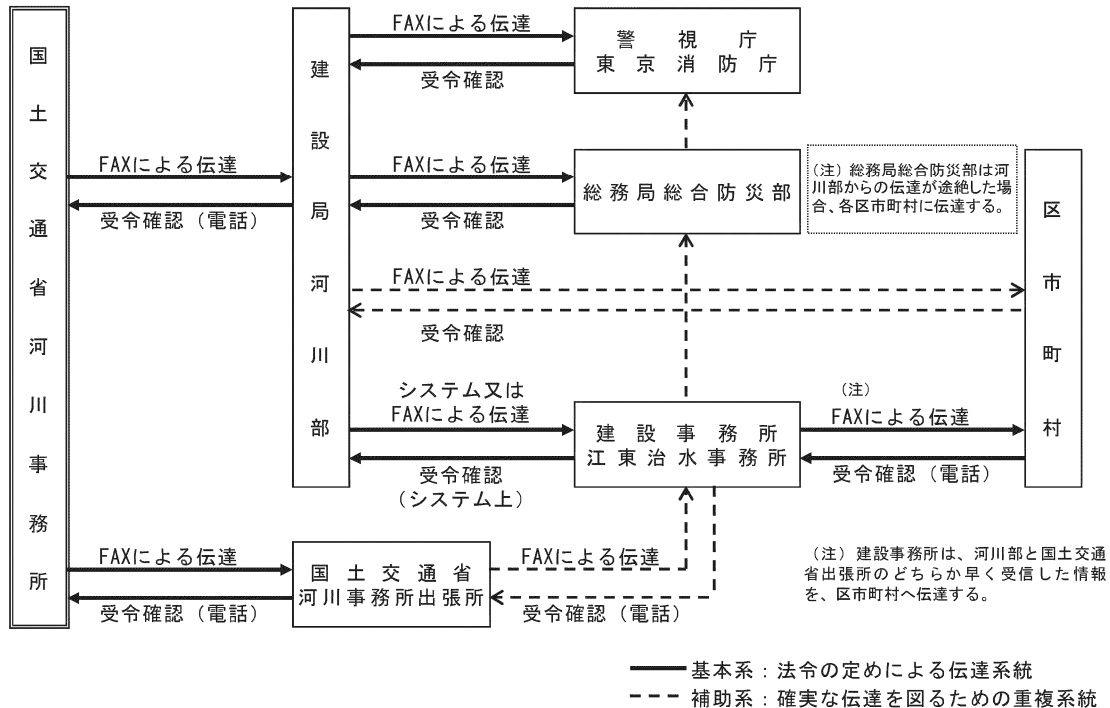 国土交通省河川事務所
建設局河川部
FAXによる伝達
受令確認
警視庁
東京消防庁
FAXによる伝達
受令確認（電話）
FAXによる伝達
受令確認
総務局総合防災部
（注）総務局総合防災部は河
川部からの伝達が途絶した場
合、各区市町村に伝達する。
区市町村
FAXによる伝達
受令確認
システム又は
FAXによる伝達
受令確認
（システム上）
建設事務所
江東治水事務所
（注）
FAXによる伝達
受令確認（電話）
FAXによる伝達
受令確認（電話）
国土交通省
河川事務所出張所
FAXによる伝達
受令確認（電話）
（注）建設事務所は、河川部と国土交通
省出張所のどちらか早く受信した情報
を、区市町村へ伝達する。
基本系：法令の定めによる伝達系統
補助系：確実な伝達を図るための重複系統